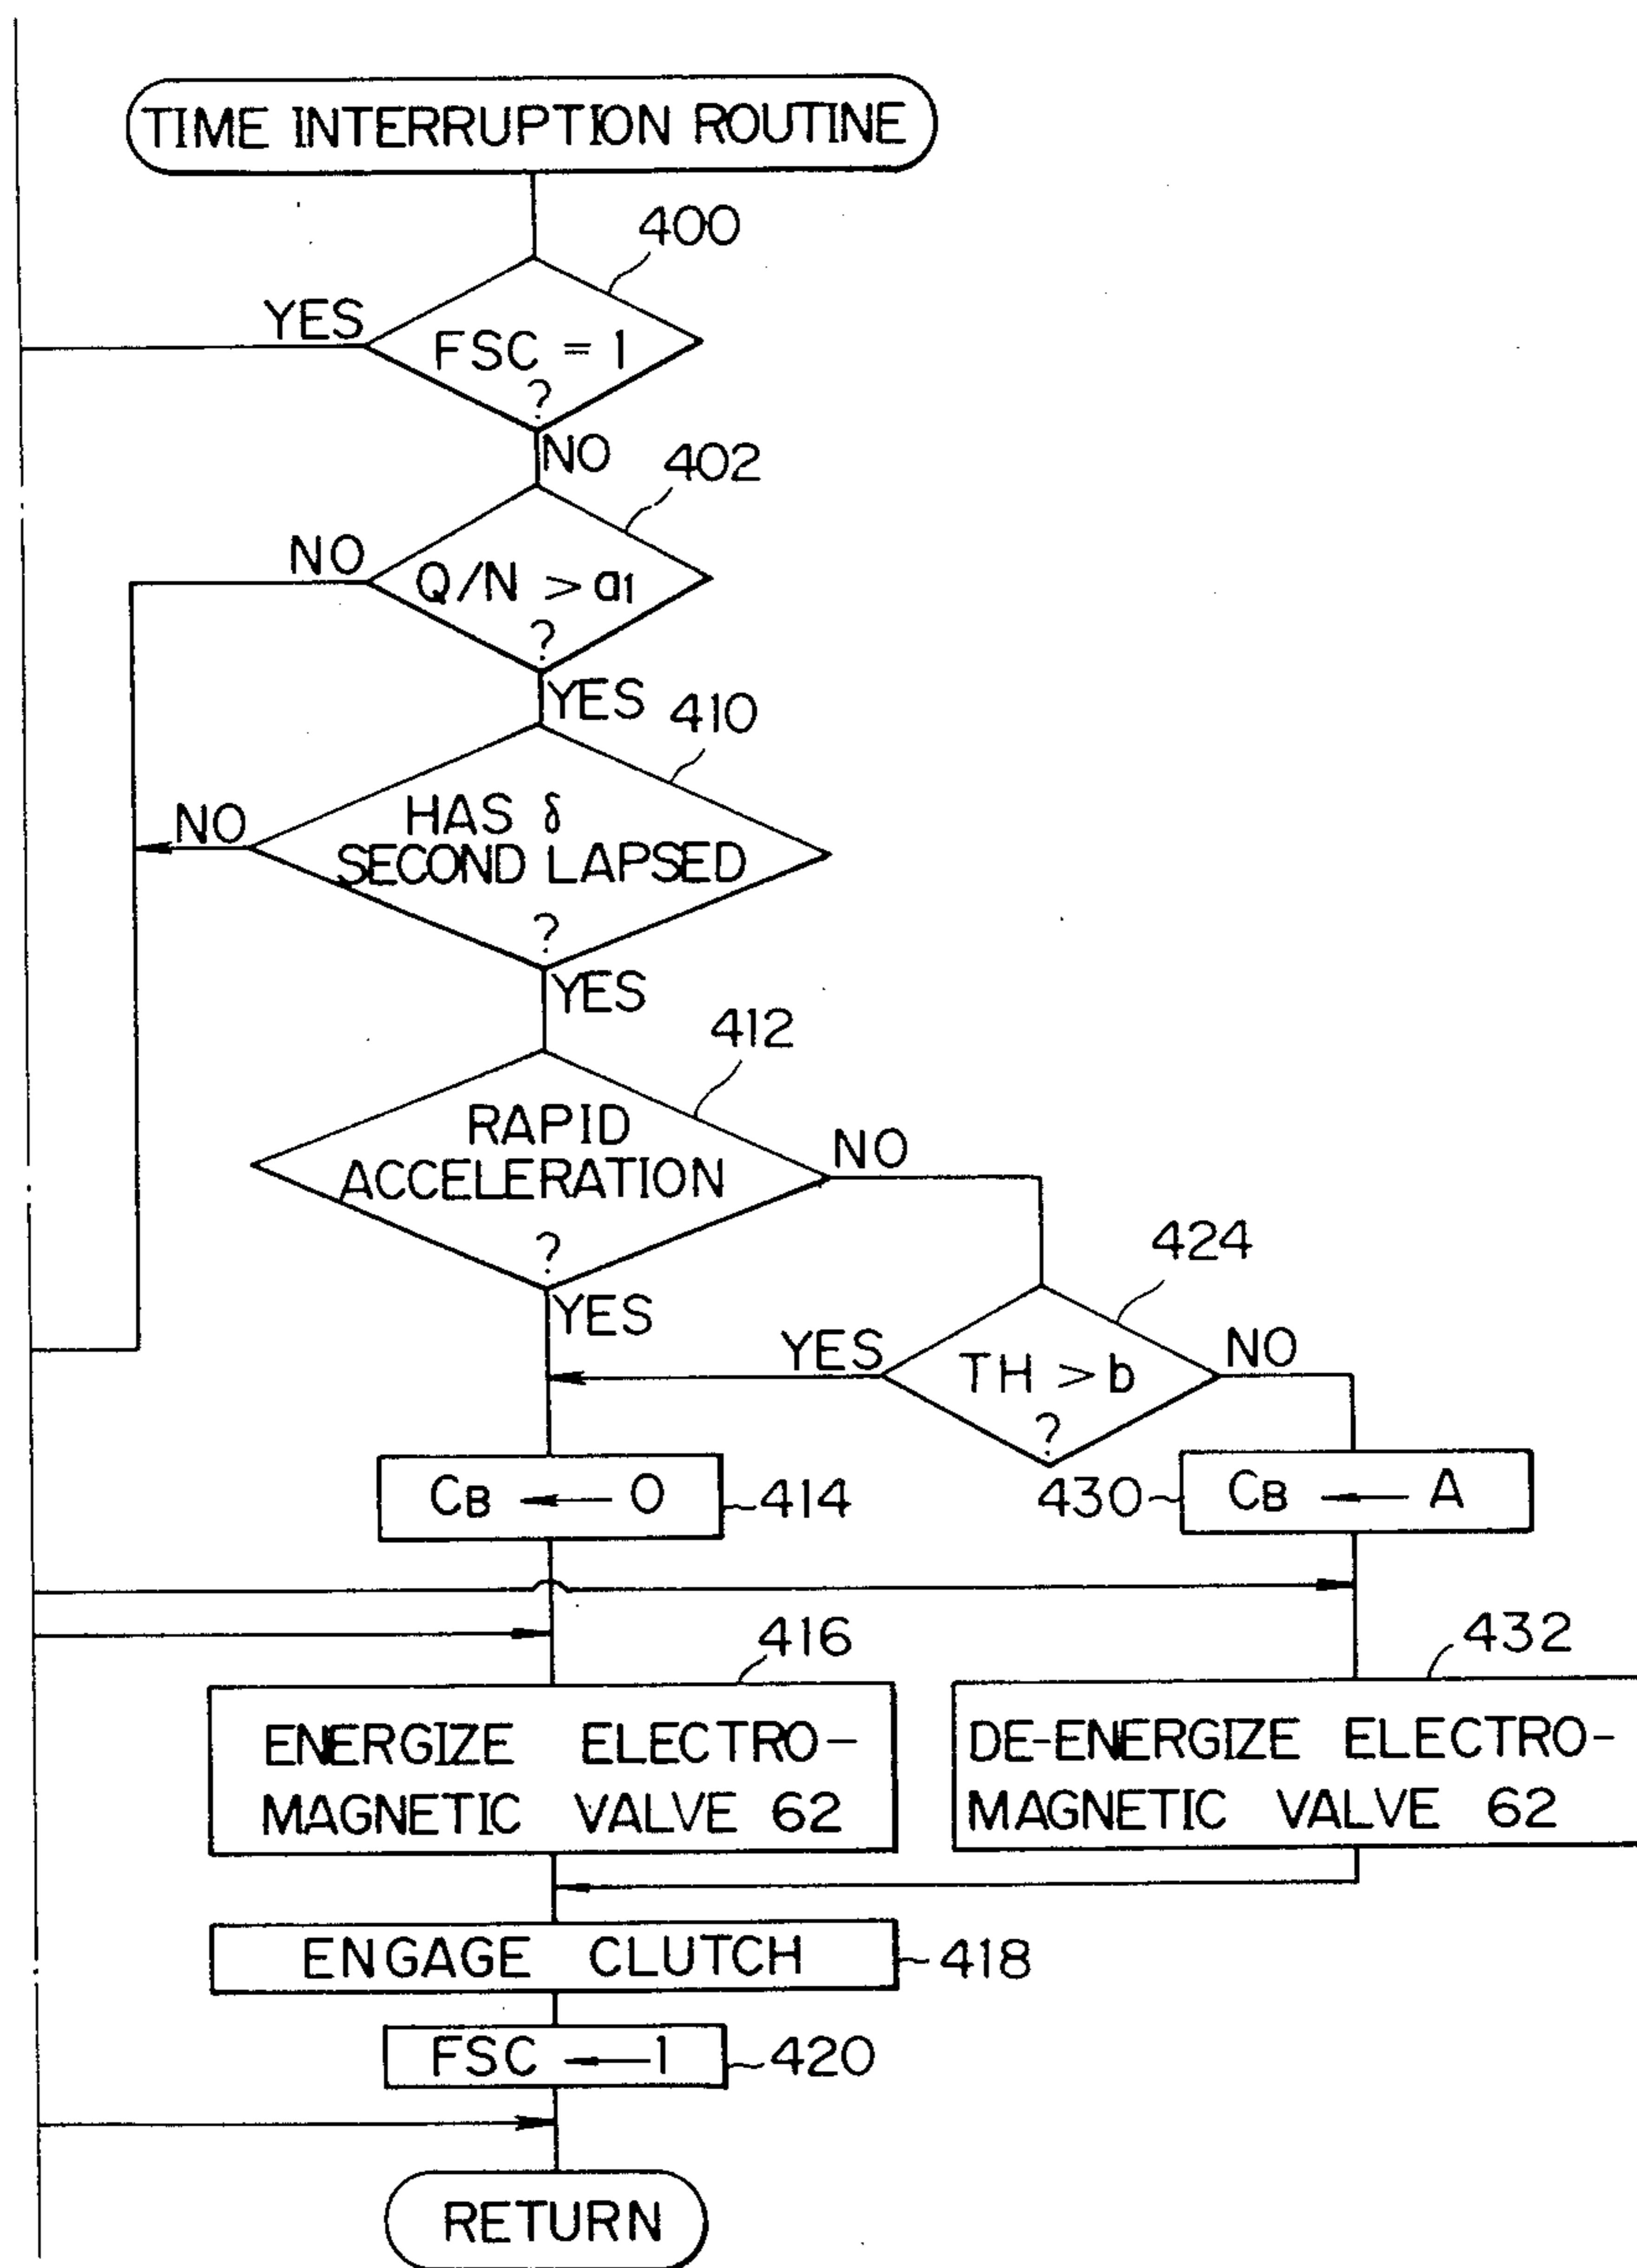 TIME INTERRUPTION ROUTINE
400
YES
FSC = 1
?
NO
402
NO
Q/N > a1
?
YES
410
NO
HAS δ
SECOND LAPSED
?
YES
412
RAPID
ACCELERATION
?
NO
YES
424
YES
TH > b
?
NO
CB ← 0
414
430
CB ← A
416
432
ENERGIZE ELECTRO-
MAGNETIC VALVE 62
DE-ENERGIZE ELECTRO-
MAGNETIC VALVE 62
ENGAGE CLUTCH
418
FSC ← 1
420
RETURN